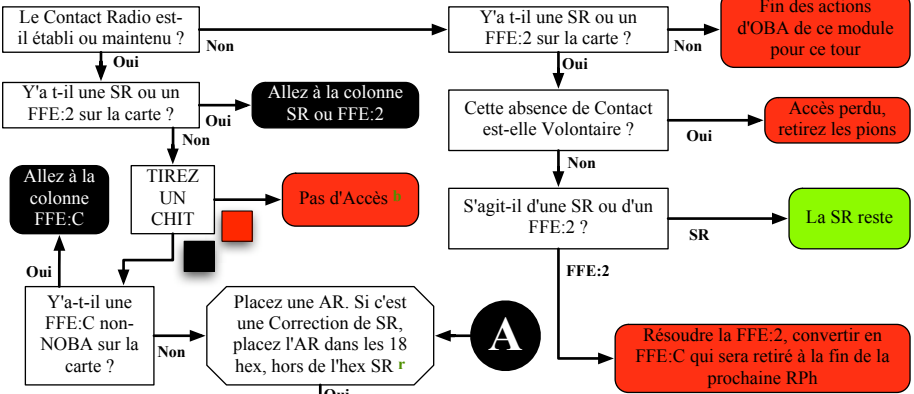 Le Contact Radio est-
il établi ou maintenu ?
Non
Oui
Y'a t-il une SR ou un
FFE:2 sur la carte ?
Non
Oui
Fin des actions
d'OBA de ce module
pour ce tour
Y'a t-il une SR ou un
FFE:2 sur la carte ?
Oui
Non
Allez à la colonne
SR ou FFE:2
Cette absence de Contact
est-elle Volontaire ?
Oui
Non
Accès perdu,
retirez les pions
Allez à la
colonne
FFE:C
TIREZ
UN
CHIT
Pas d'Accès b
S'agit-il d'une SR ou d'un
FFE:2 ?
SR
FFE:2
La SR reste
Oui
Y'a-t-il une
FFE:C non-
NOBA sur la
carte ?
Non
Placez une AR. Si c'est
une Correction de SR,
placez l'AR dans les 18
hex, hors de l'hex SR r
Oui
A
Résoudre la FFE:2, convertir en
FFE:C qui sera retiré à la fin de la
prochaine RPh